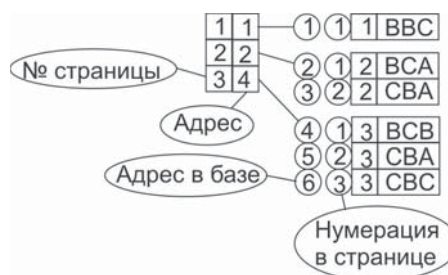 1 1 1 1 1 BBC
2 2 2 1 2 BCA
№ страницы 3 4 3 2 2 CBA
Адрес 4 1 3 BCB
5 2 3 CBA
Адрес в базе 6 3 3 CBC
Нумерация
в странице